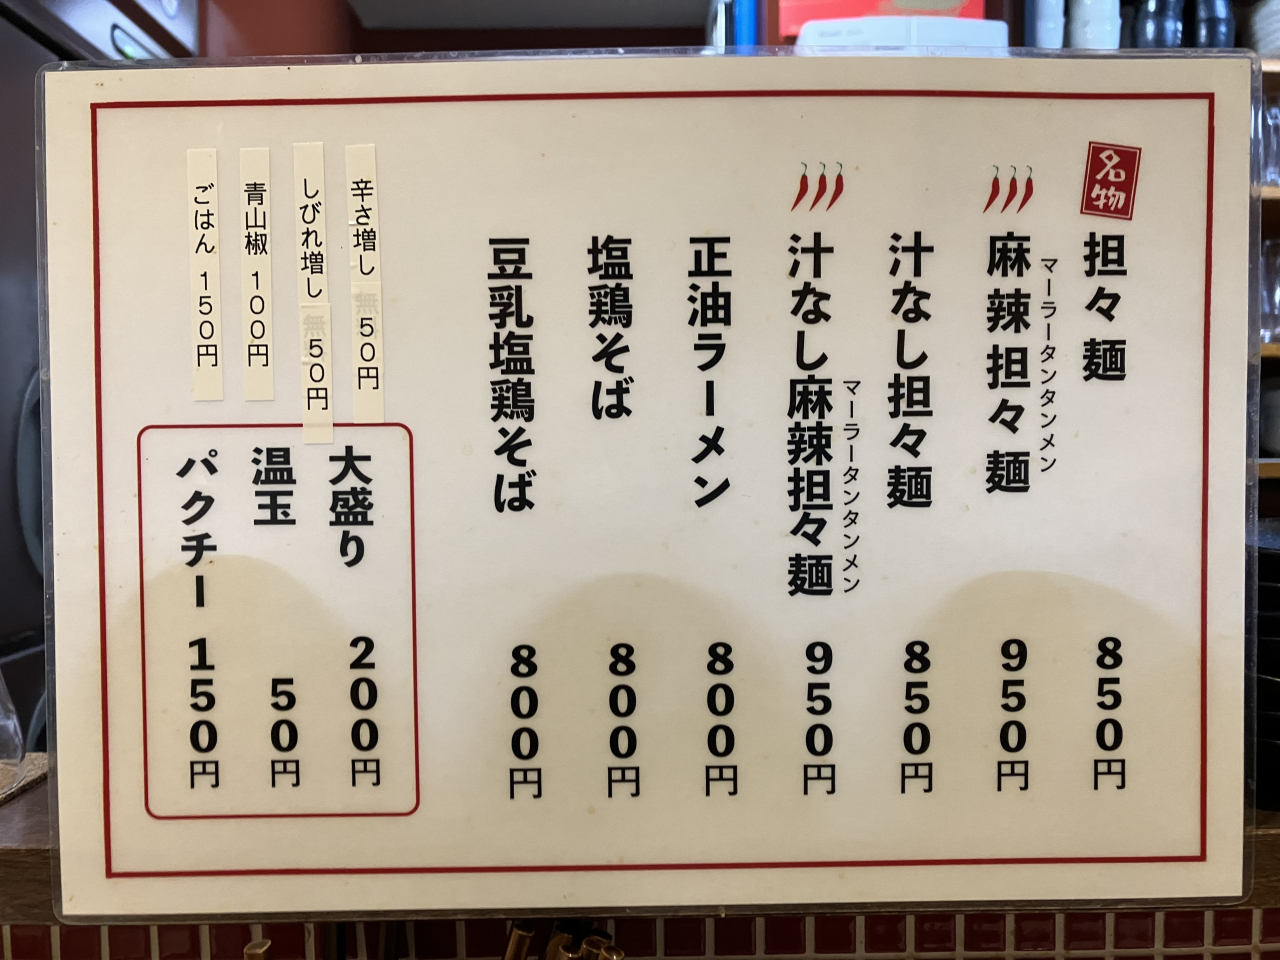 名物
担々麺 850円
マーラータンタンメン
麻辣担々麺 950円
汁なし担々麺 850円
マーラータンタンメン
汁なし麻辣担々麺 950円
正油ラーメン 800円
塩鶏そば 800円
豆乳塩鶏そば 800円
辛さ増し 無 50円
しびれ増し 無 50円
青山椒 100円
ごはん 150円
大盛り 200円
温玉 50円
パクチー 150円